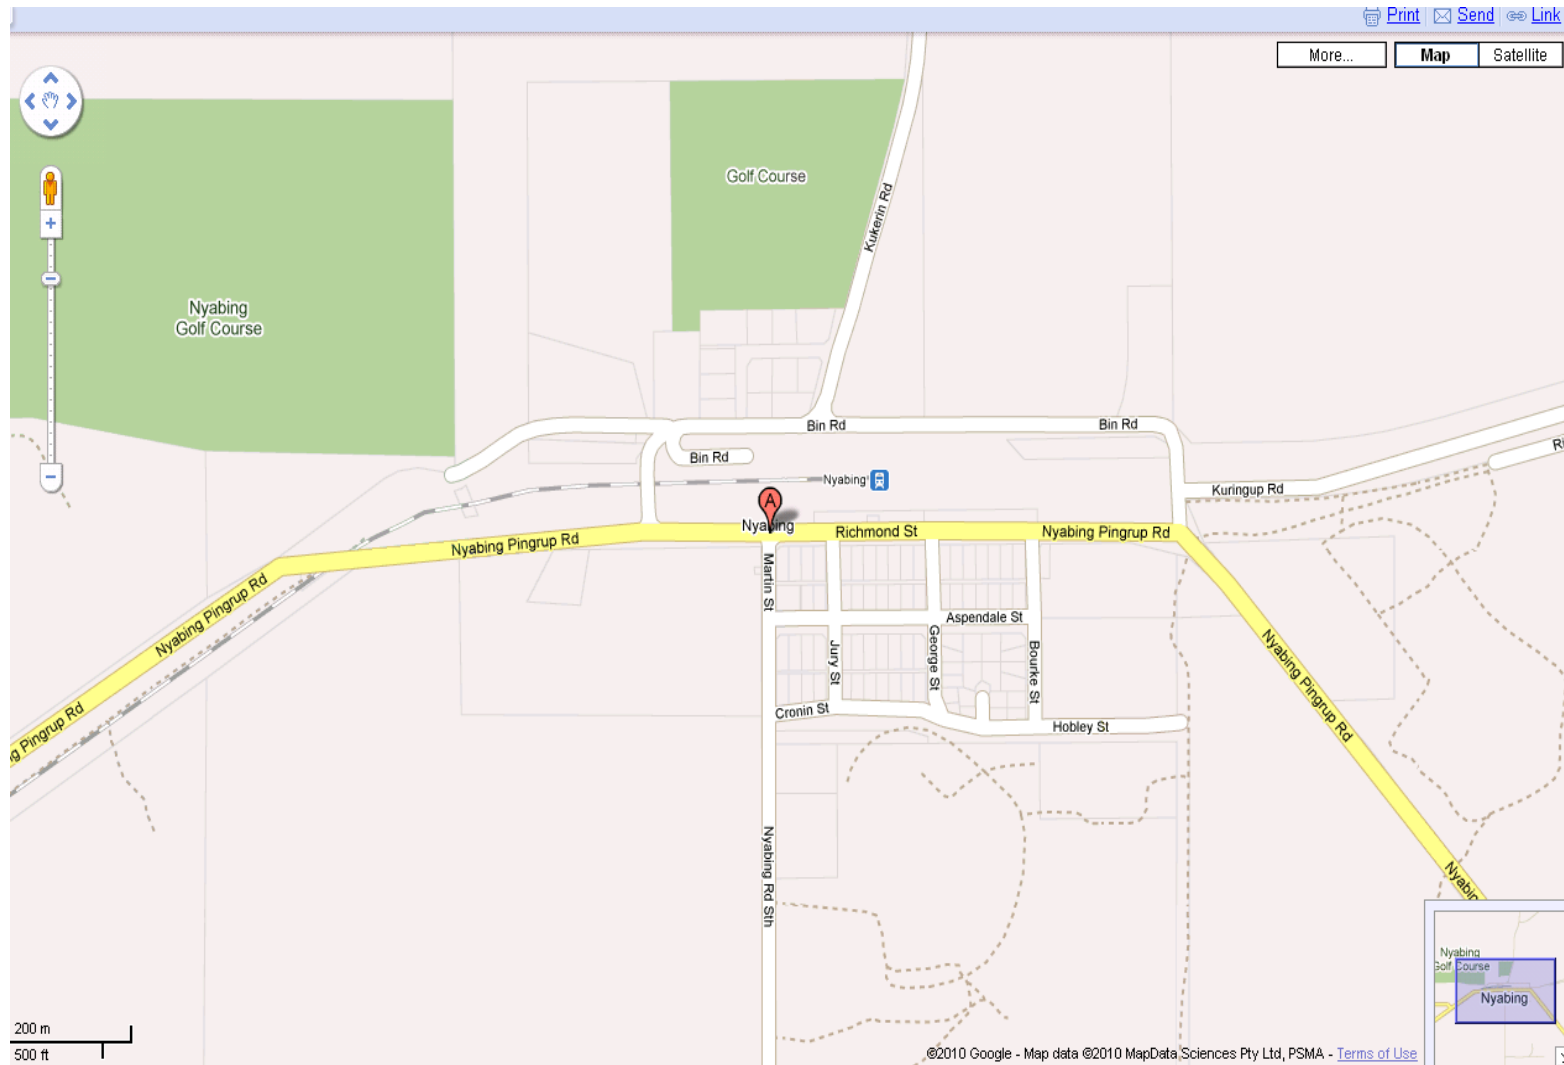 Print Send Link
More... Map Satellite
Golf Course
Kukerin Rd
Nyabing
Golf Course
Bin Rd
Bin Rd
Bin Rd
Nyabing
Kuringup Rd
Nyabing
Richmond St
Nyabing Pingrup Rd
Nyabing Pingrup Rd
Nyabing Pingrup Rd
Martin St
Aspendale St
Jury St
George St
Bourke St
Nyabing Pingrup Rd
Cronin St
Hobley St
g Pingrup Rd
Nyabing Rd Sth
Nyabin
A
Nyabing
Golf Course
Nyabing
200 m
500 ft
©2010 Google - Map data ©2010 MapData Sciences Pty Ltd, PSMA - Terms of Use